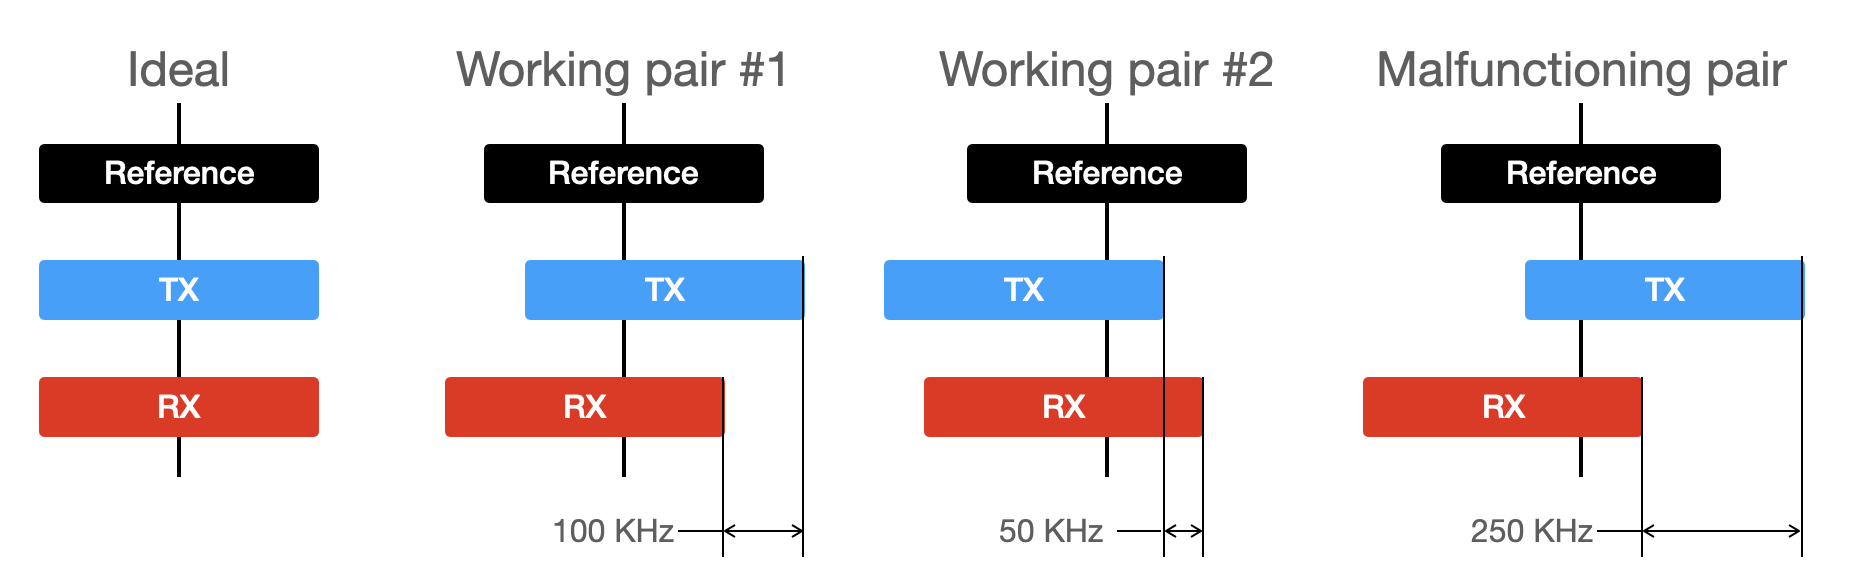 Ideal
Working pair #1
Working pair #2
Malfunctioning pair
Reference
Reference
Reference
Reference
TX
TX
TX
TX
RX
RX
RX
RX
100 KHz
50 KHz
250 KHz